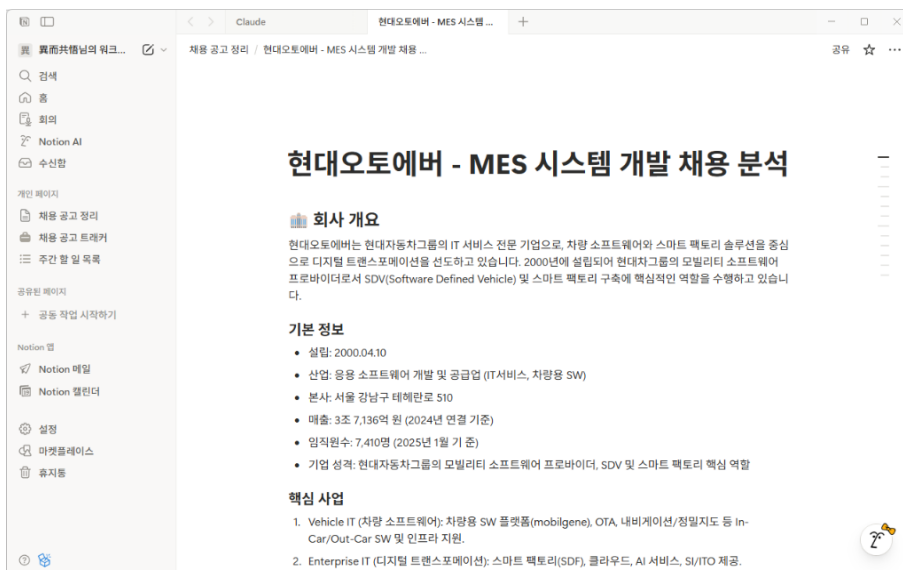 Claude
현대오토에버 - MES 시스템 ...
異 異而共悟님의 워크...
채용 공고 정리 / 현대오토에버 - MES 시스템 개발 채용 ...
공유
검색
홈
회의
Notion AI
수신함
개인 페이지
채용 공고 정리
채용 공고 트래커
주간 할 일 목록
공유된 페이지
+ 공동 작업 시작하기
Notion 앱
Notion 메일
Notion 캘린더
설정
마켓플레이스
휴지통
현대오토에버 - MES 시스템 개발 채용 분석
회사 개요
현대오토에버는 현대자동차그룹의 IT 서비스 전문 기업으로, 차량 소프트웨어와 스마트 팩토리 솔루션을 중심
으로 디지털 트랜스포메이션을 선도하고 있습니다. 2000년에 설립되어 현대차그룹의 모빌리티 소프트웨어
프로바이더로서 SDV(Software Defined Vehicle) 및 스마트 팩토리 구축에 핵심적인 역할을 수행하고 있습니
다.
기본 정보
• 설립: 2000.04.10
• 산업: 응용 소프트웨어 개발 및 공급업 (IT서비스, 차량용 SW)
• 본사: 서울 강남구 테헤란로 510
• 매출: 3조 7,136억 원 (2024년 연결 기준)
• 임직원수: 7,410명 (2025년 1월 기 준)
• 기업 성격: 현대자동차그룹의 모빌리티 소프트웨어 프로바이더, SDV 및 스마트 팩토리 핵심 역할
핵심 사업
1. Vehicle IT (차량 소프트웨어): 차량용 SW 플랫폼(mobilgene), OTA, 내비게이션/정밀지도 등 In-
Car/Out-Car SW 및 인프라 지원.
2. Enterprise IT (디지털 트랜스포메이션): 스마트 팩토리(SDF), 클라우드, AI 서비스, SI/ITO 제공.